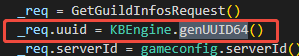 _req = GetGuildInfosRequest()
_req.uuid = KBEngine.genUUID64()
_req.serverId = gameconfig.serverId()